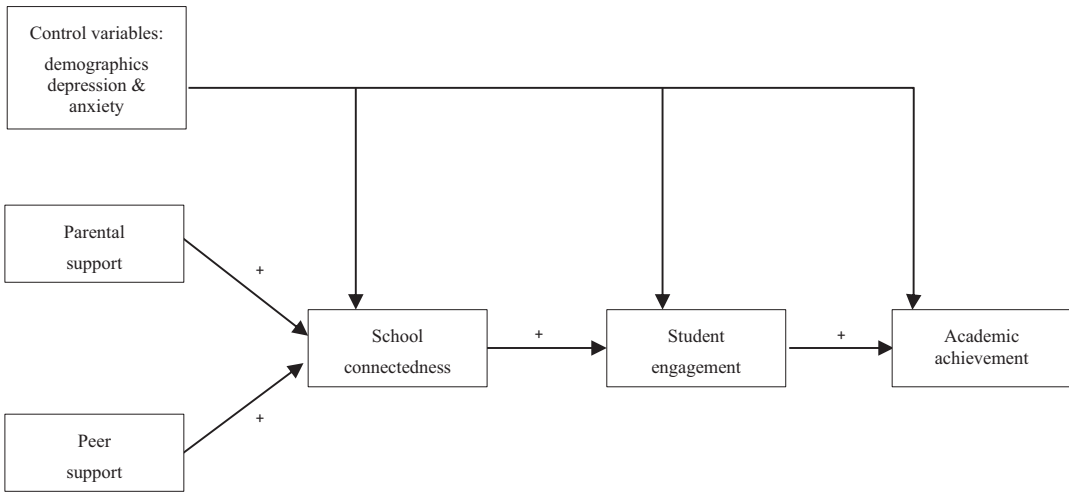 Control variables:
demographics
depression &
anxiety
Parental
support
+
School
connectedness
+
Student
engagement
+
Academic
achievement
+
Peer
support